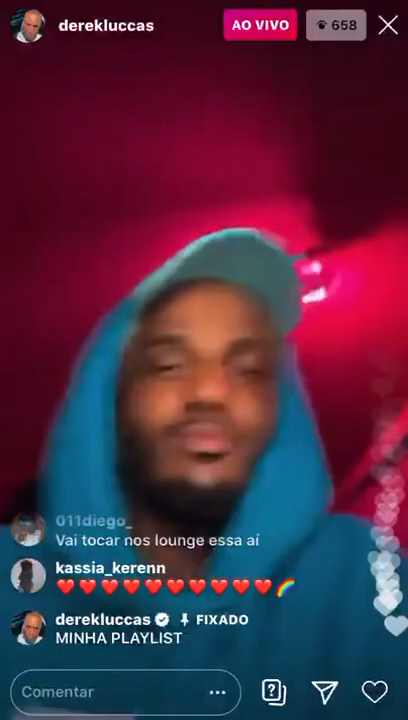 derekluccas
AO VIVO
658
011diego_
Vai tocar nos lounge essa aí
kassia_kerenn
❤️❤️❤️❤️❤️❤️❤️❤️❤️❤️🌈
derekluccas
FIXADO
MINHA PLAYLIST
Comentar